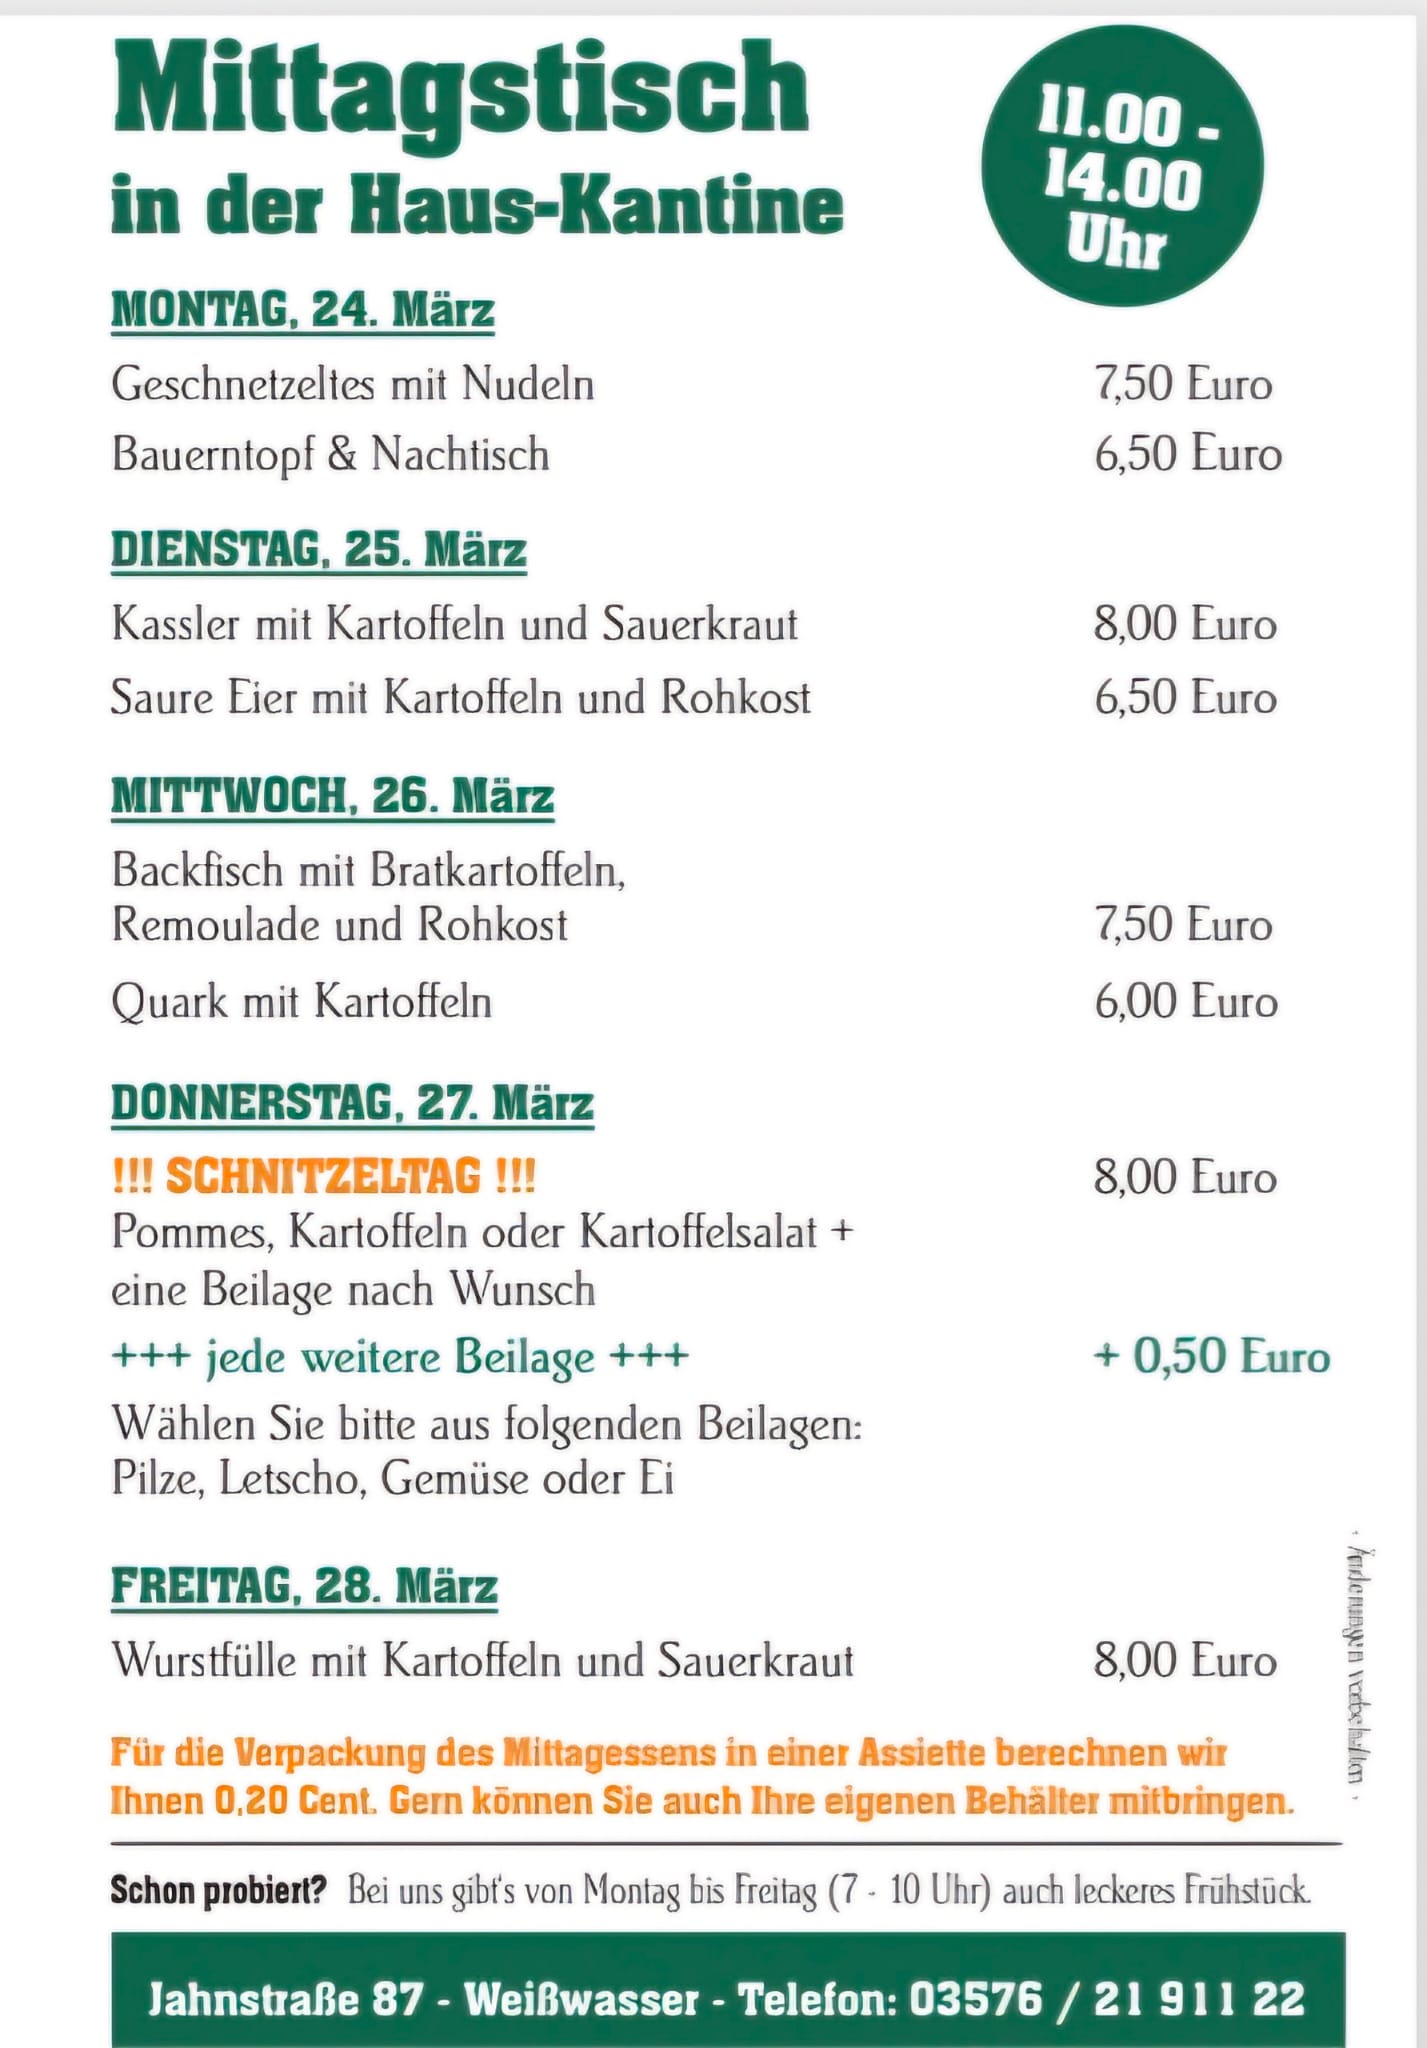 Mittagstisch
in der Haus-Kantine
11.00 -
14.00
Uhr
MONTAG, 24. März
Geschnetzeltes mit Nudeln 7,50 Euro
Bauerntopf & Nachtisch 6,50 Euro
DIENSTAG, 25. März
Kassler mit Kartoffeln und Sauerkraut 8,00 Euro
Saure Eier mit Kartoffeln und Rohkost 6,50 Euro
MITTWOCH, 26. März
Backfisch mit Bratkartoffeln,
Remoulade und Rohkost 7,50 Euro
Quark mit Kartoffeln 6,00 Euro
DONNERSTAG, 27. März
!!! SCHNITZELTAG !!! 8,00 Euro
Pommes, Kartoffeln oder Kartoffelsalat +
eine Beilage nach Wunsch
+++ jede weitere Beilage +++ + 0,50 Euro
Wählen Sie bitte aus folgenden Beilagen:
Pilze, Letscho, Gemüse oder Ei
FREITAG, 28. März
Wurstfülle mit Kartoffeln und Sauerkraut 8,00 Euro
Für die Verpackung des Mittagessens in einer Assiette berechnen wir
Ihnen 0,20 Cent. Gern können Sie auch Ihre eigenen Behälter mitbringen.
- Änderungen vorbehalten -
Schon probiert? Bei uns gibt's von Montag bis Freitag (7 - 10 Uhr) auch leckeres Frühstück.
Jahnstraße 87 - Weißwasser - Telefon: 03576 / 21 911 22